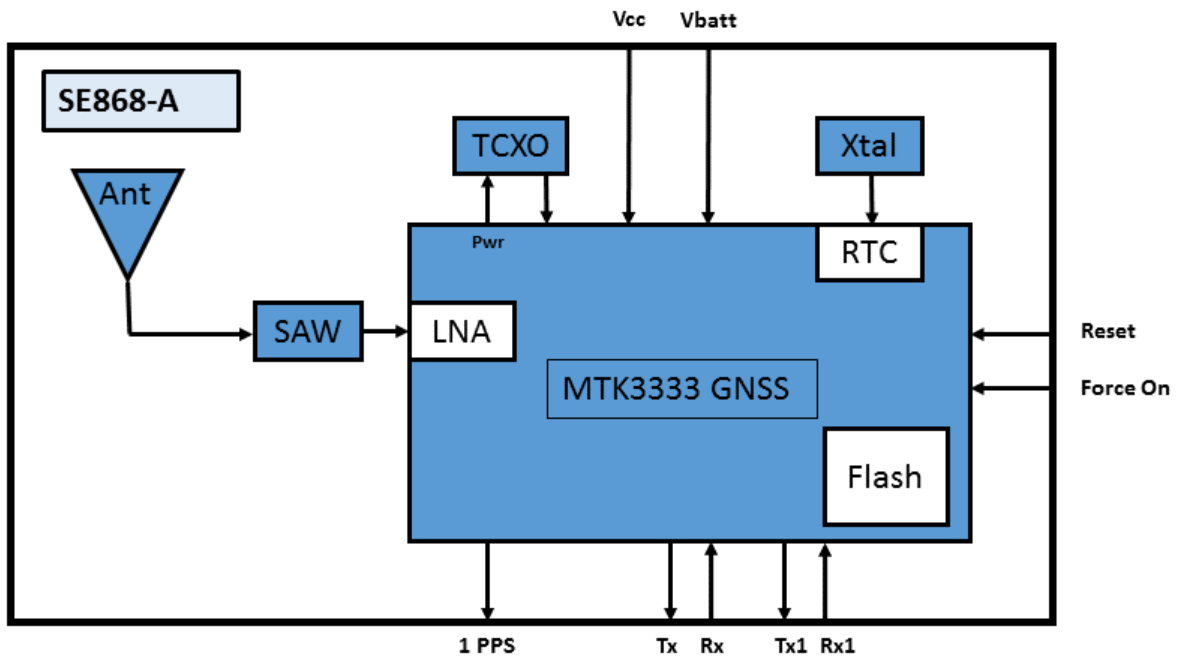 Vcc Vbatt
SE868-A
TCXO
Xtal
Ant
Pwr
RTC
SAW
LNA
Reset
MTK3333 GNSS
Force On
Flash
1 PPS Tx Rx Tx1 Rx1